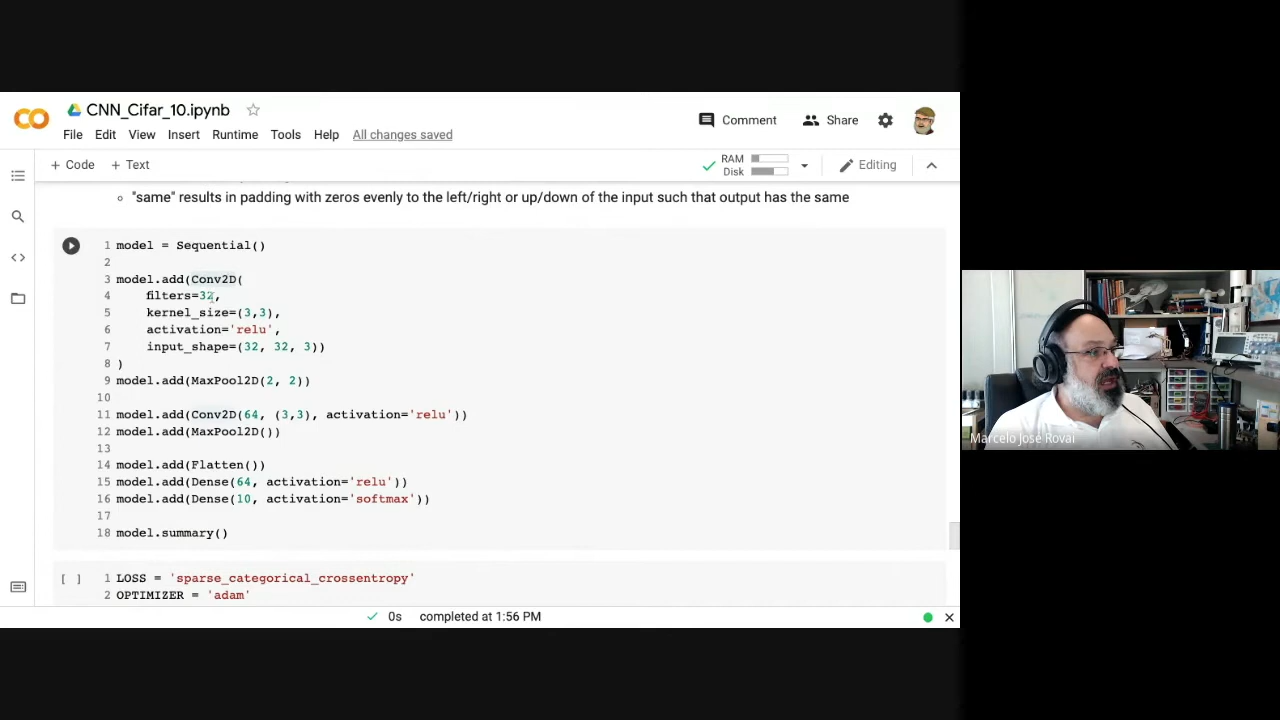 CNN_Cifar_10.ipynb
File Edit View Insert Runtime Tools Help All changes saved
Comment Share
+ Code + Text
RAM
Disk
Editing
"same" results in padding with zeros evenly to the left/right or up/down of the input such that output has the same
1 model = Sequential()
2
3 model.add(Conv2D(
4 filters=32,
5 kernel_size=(3,3),
6 activation='relu',
7 input_shape=(32, 32, 3))
8 )
9 model.add(MaxPool2D(2, 2))
10
11 model.add(Conv2D(64, (3,3), activation='relu'))
12 model.add(MaxPool2D())
13
14 model.add(Flatten())
15 model.add(Dense(64, activation='relu'))
16 model.add(Dense(10, activation='softmax'))
17
18 model.summary()
[ ] 1 LOSS = 'sparse_categorical_crossentropy'
2 OPTIMIZER = 'adam'
0s completed at 1:56 PM
Marcelo José Rovai